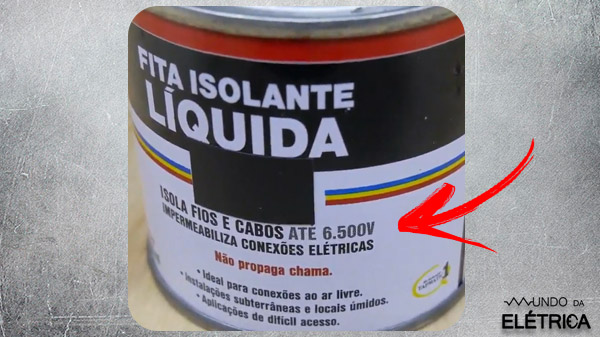 FITA ISOLANTE
LÍQUIDA
ISOLA FIOS E CABOS ATÉ 6.500V
IMPERMEABILIZA CONEXÕES ELÉTRICAS
Não propaga chama.
• Ideal para conexões ao ar livre.
• Instalações subterrâneas e locais úmidos.
• Aplicações de difícil acesso.
MUNDO DA
ELÉTRICA